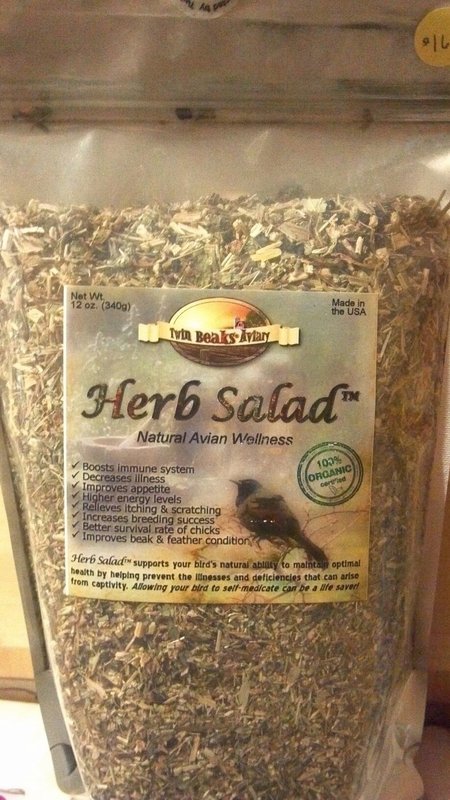 $16
Net Wt.
12 oz. (340g)
Made in
the USA
Twin Beaks Aviary
Herb Salad™
Natural Avian Wellness
✓ Boosts immune system
✓ Decreases illness
✓ Improves appetite
✓ Higher energy levels
✓ Relieves itching & scratching
✓ Increases breeding success
✓ Better survival rate of chicks
✓ Improves beak & feather condition
100%
ORGANIC
certified
Herb Salad™ supports your bird's natural ability to maintain optimal
health by helping prevent the illnesses and deficiencies that can arise
from captivity. Allowing your bird to self-medicate can be a life saver!